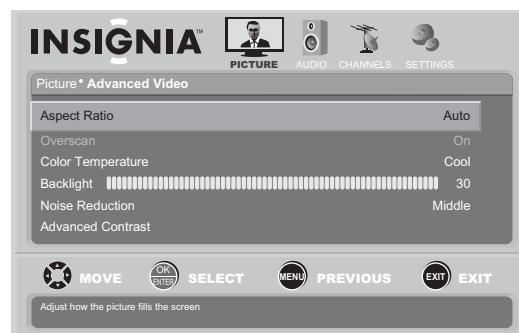 INSIGNIA™
PICTURE AUDIO CHANNELS SETTINGS
Picture • Advanced Video
Aspect Ratio Auto
Overscan On
Color Temperature Cool
Backlight 30
Noise Reduction Middle
Advanced Contrast
MOVE OK ENTER SELECT MENU PREVIOUS EXIT EXIT
Adjust how the picture fills the screen